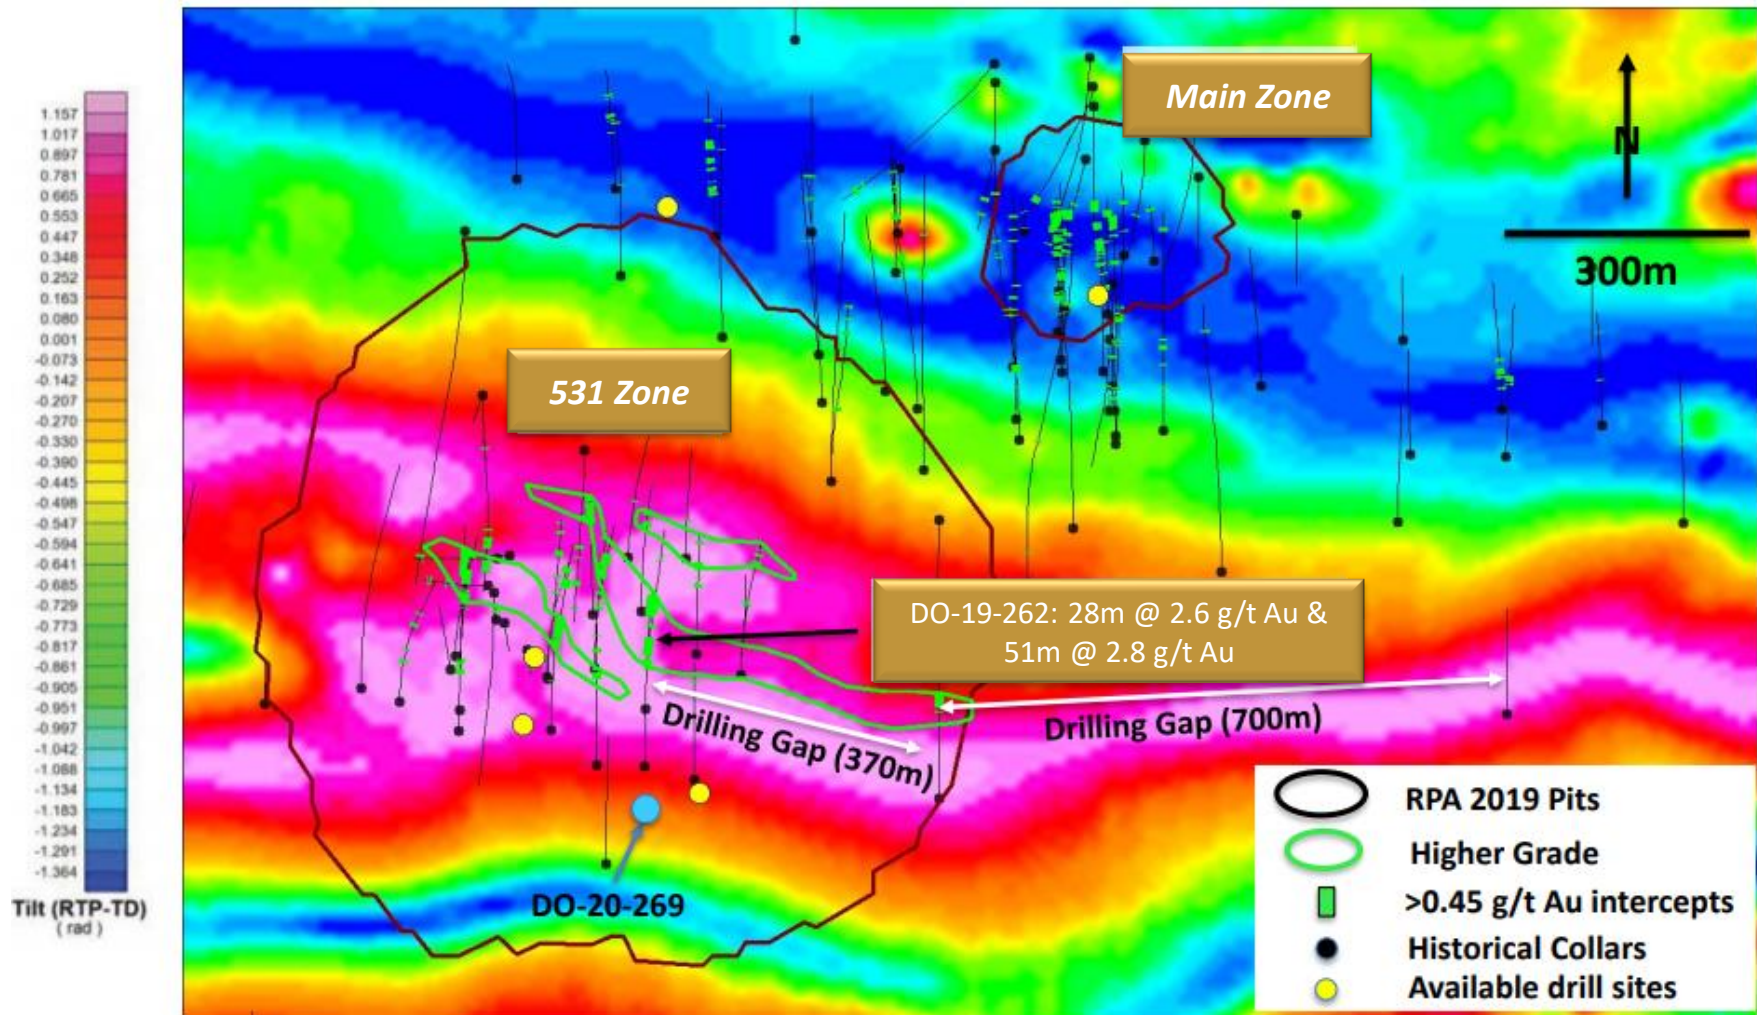 1.157
1.017
0.897
0.781
0.665
0.553
0.447
0.348
0.252
0.163
0.080
0.001
-0.073
-0.142
-0.207
-0.270
-0.330
-0.390
-0.445
-0.498
-0.547
-0.594
-0.641
-0.685
-0.729
-0.773
-0.817
-0.861
-0.905
-0.951
-0.997
-1.042
-1.088
-1.134
-1.183
-1.234
-1.291
-1.364
Tilt (RTP-TD)
( rad )
Main Zone
N
300m
531 Zone
DO-19-262: 28m @ 2.6 g/t Au &
51m @ 2.8 g/t Au
Drilling Gap (370m)
Drilling Gap (700m)
DO-20-269
RPA 2019 Pits
Higher Grade
>0.45 g/t Au intercepts
Historical Collars
Available drill sites